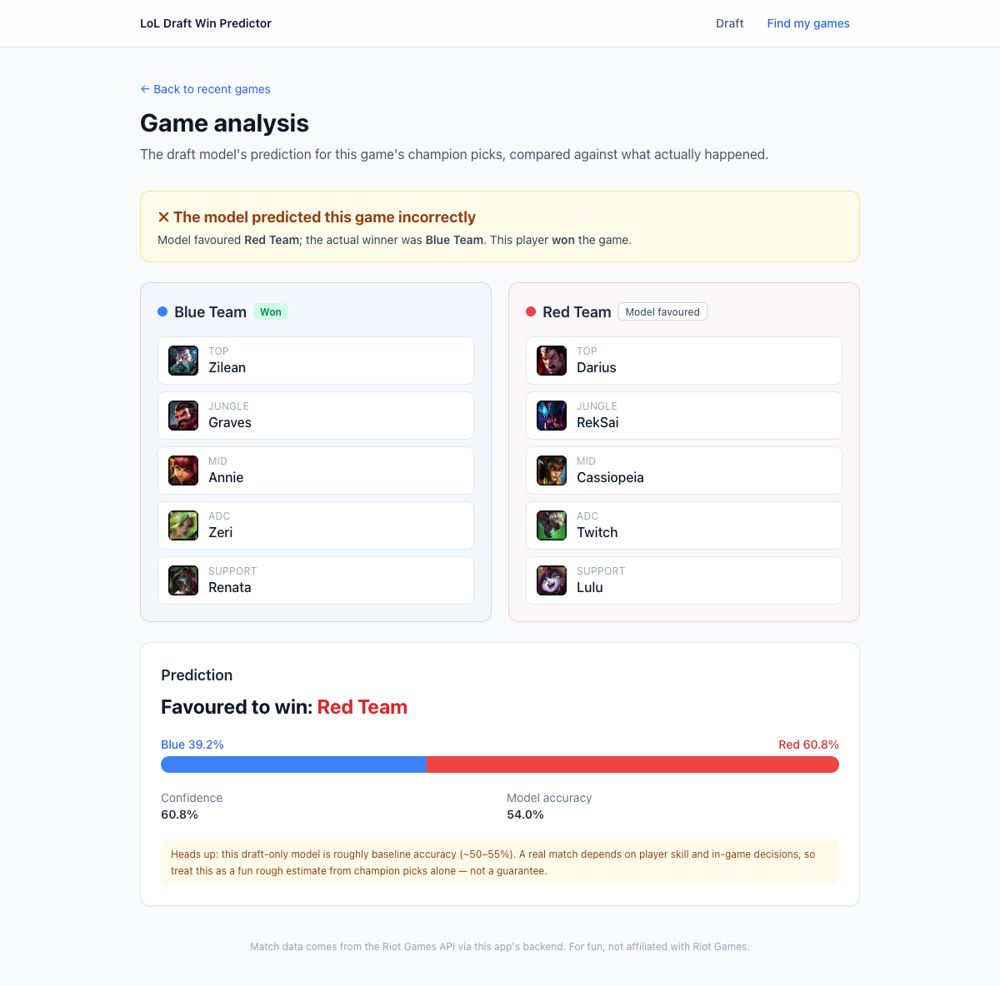 LoL Draft Win Predictor
Draft
Find my games
← Back to recent games
Game analysis
The draft model's prediction for this game's champion picks, compared against what actually happened.
✕ The model predicted this game incorrectly
Model favoured Red Team; the actual winner was Blue Team. This player won the game.
Blue Team
Won
TOP
Zilean
JUNGLE
Graves
MID
Annie
ADC
Zeri
SUPPORT
Renata
Red Team
Model favoured
TOP
Darius
JUNGLE
RekSai
MID
Cassiopeia
ADC
Twitch
SUPPORT
Lulu
Prediction
Favoured to win: Red Team
Blue 39.2%
Red 60.8%
Confidence
60.8%
Model accuracy
54.0%
Heads up: this draft-only model is roughly baseline accuracy (~50–55%). A real match depends on player skill and in-game decisions, so
treat this as a fun rough estimate from champion picks alone — not a guarantee.
Match data comes from the Riot Games API via this app's backend. For fun, not affiliated with Riot Games.